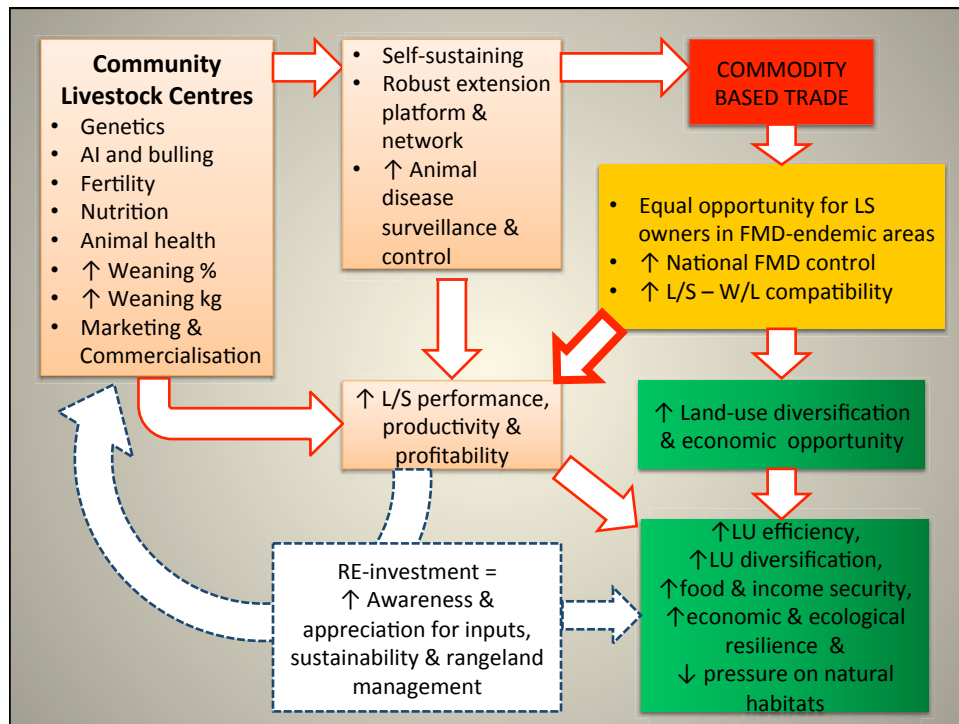 Community
Livestock Centres
• Genetics
• AI and bulling
• Fertility
• Nutrition
• Animal health
• ↑ Weaning %
• ↑ Weaning kg
• Marketing &
Commercialisation
• Self-sustaining
• Robust extension
platform &
network
• ↑ Animal
disease
surveillance &
control
COMMODITY
BASED TRADE
• Equal opportunity for LS
owners in FMD-endemic areas
• ↑ National FMD control
• ↑ L/S – W/L compatibility
↑ L/S performance,
productivity &
profitability
↑ Land-use diversification
& economic opportunity
RE-investment =
↑ Awareness &
appreciation for inputs,
sustainability & rangeland
management
↑LU efficiency,
↑LU diversification,
↑food & income security,
↑economic & ecological
resilience &
↓ pressure on natural
habitats